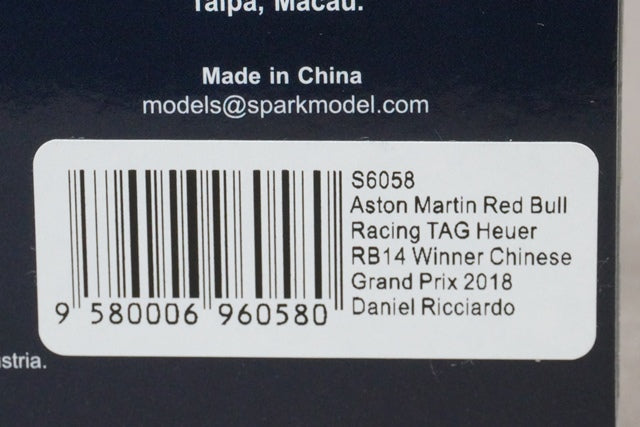 Taipa, Macau.
Made in China
models@sparkmodel.com
S6058
Aston Martin Red Bull
Racing TAG Heuer
RB14 Winner Chinese
Grand Prix 2018
Daniel Ricciardo
9 580006 960580
stria.